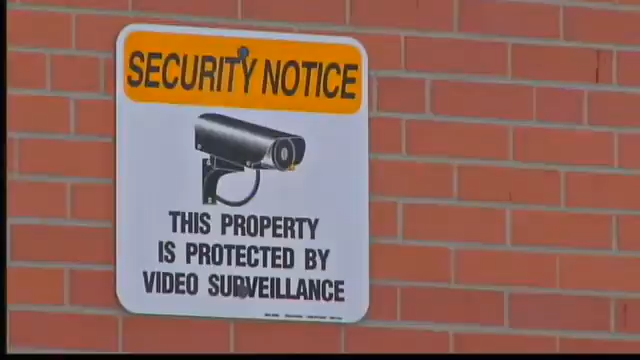 SECURITY NOTICE
THIS PROPERTY
IS PROTECTED BY
VIDEO SURVEILLANCE